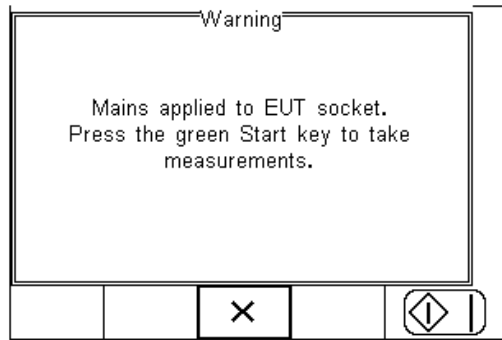 Warning
Mains applied to EUT socket.
Press the green Start key to take
measurements.